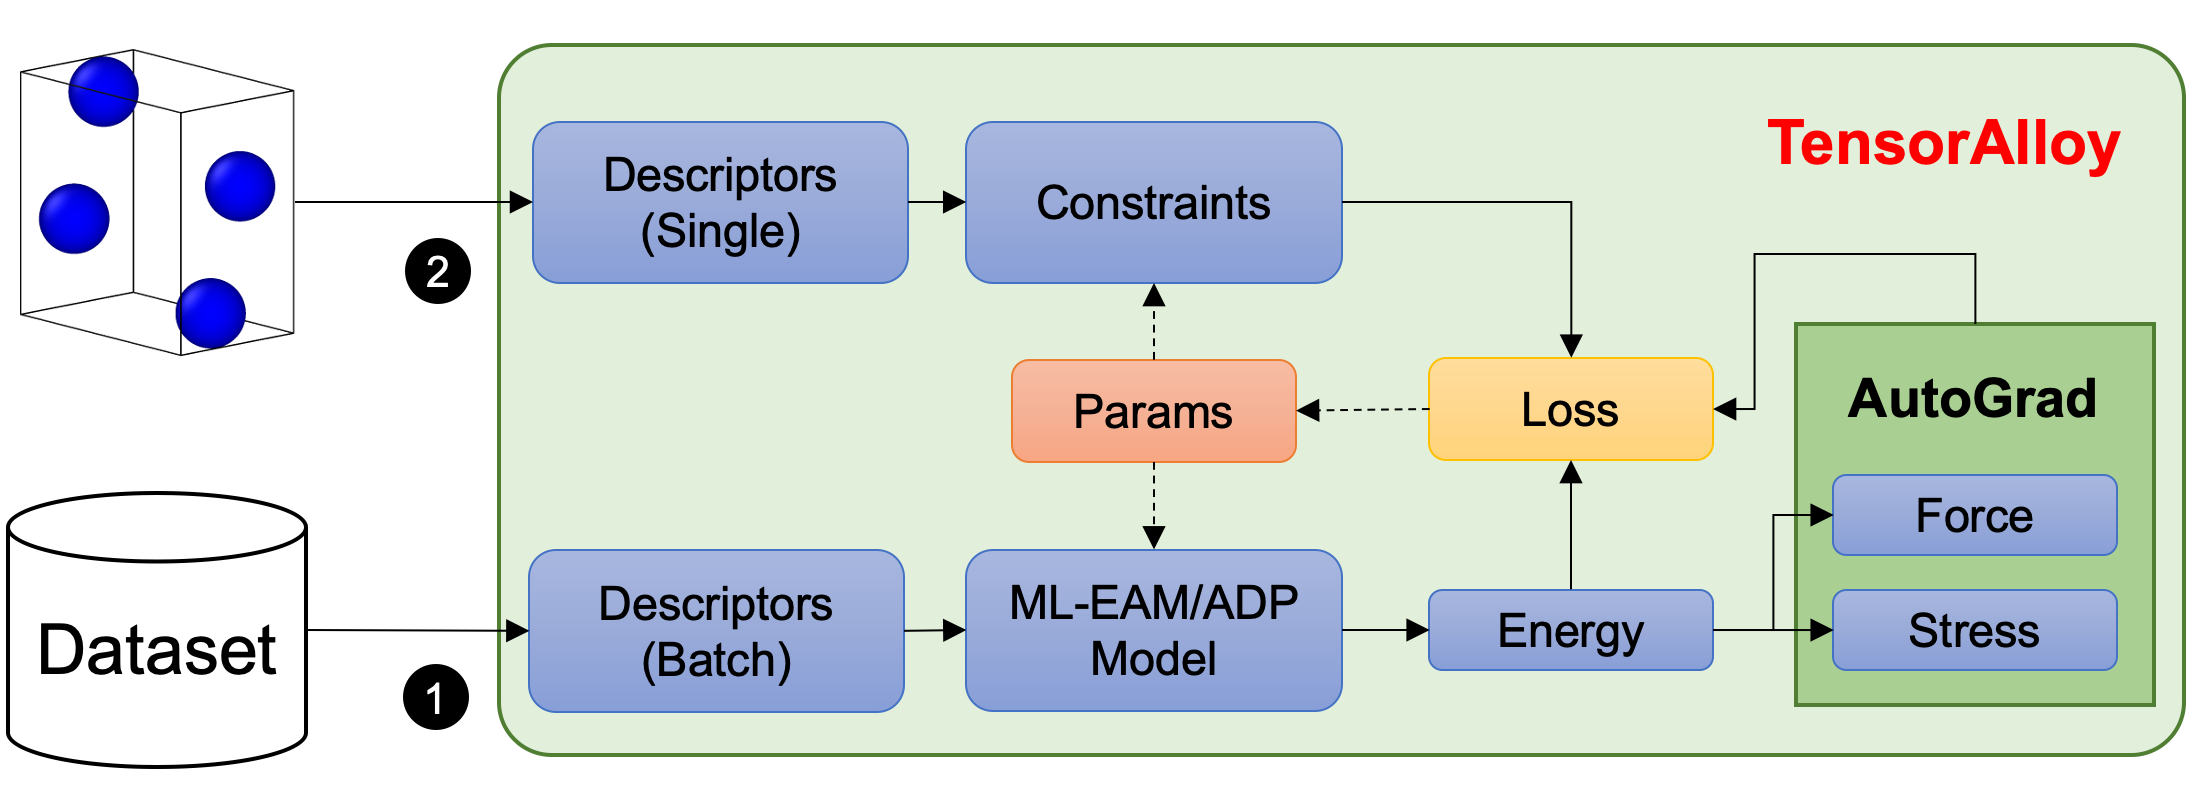 TensorAlloy
Descriptors
(Single)
Constraints
2
Params
Loss
AutoGrad
Force
Stress
Dataset
1
Descriptors
(Batch)
ML-EAM/ADP
Model
Energy